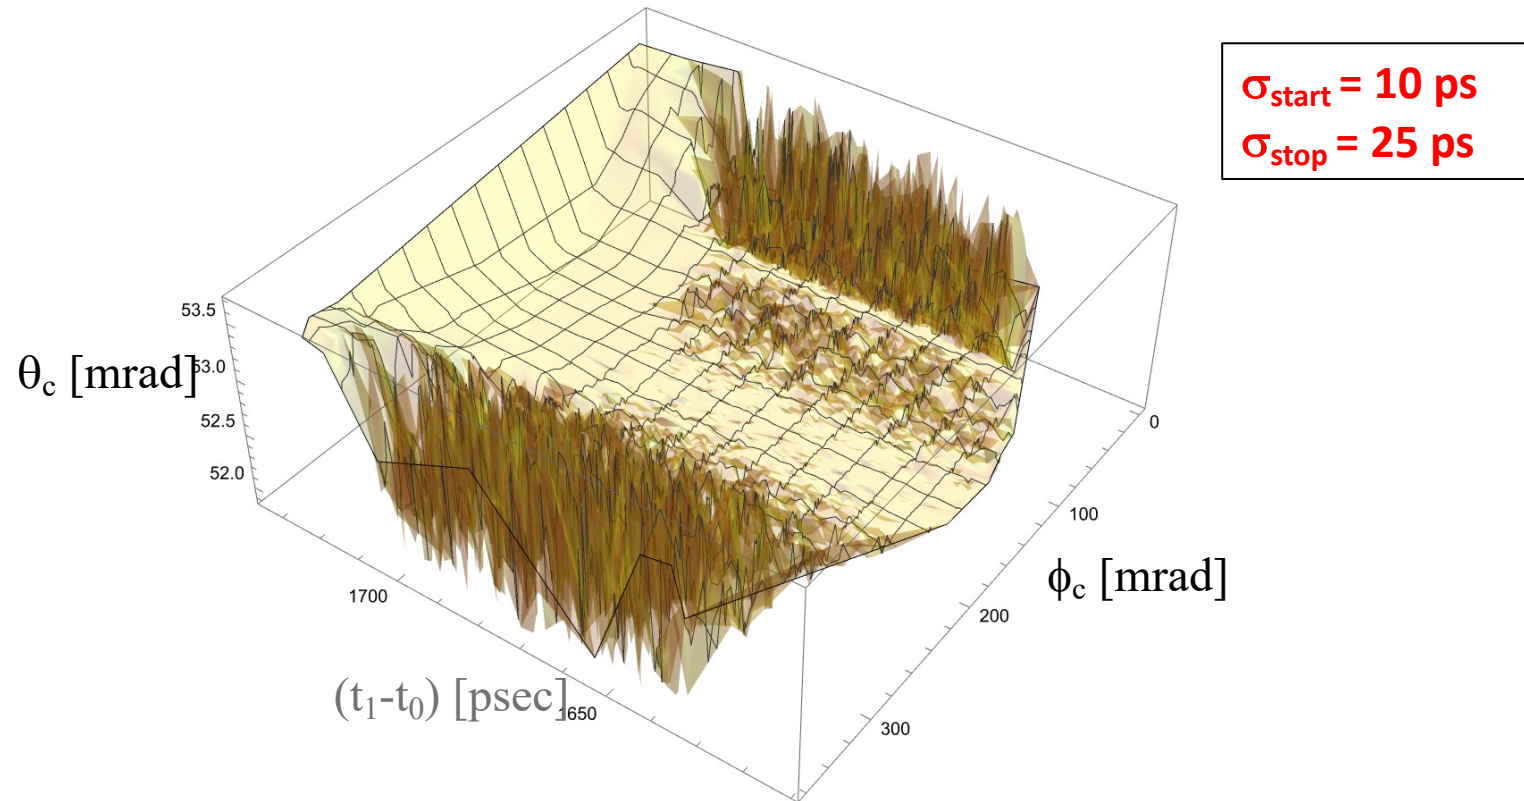 σstart = 10 ps
σstop = 25 ps
53.5
θc [mrad]
53.0
52.5
52.0
0
100
ϕc [mrad]
200
300
1700
(t1-t0) [psec]
1650